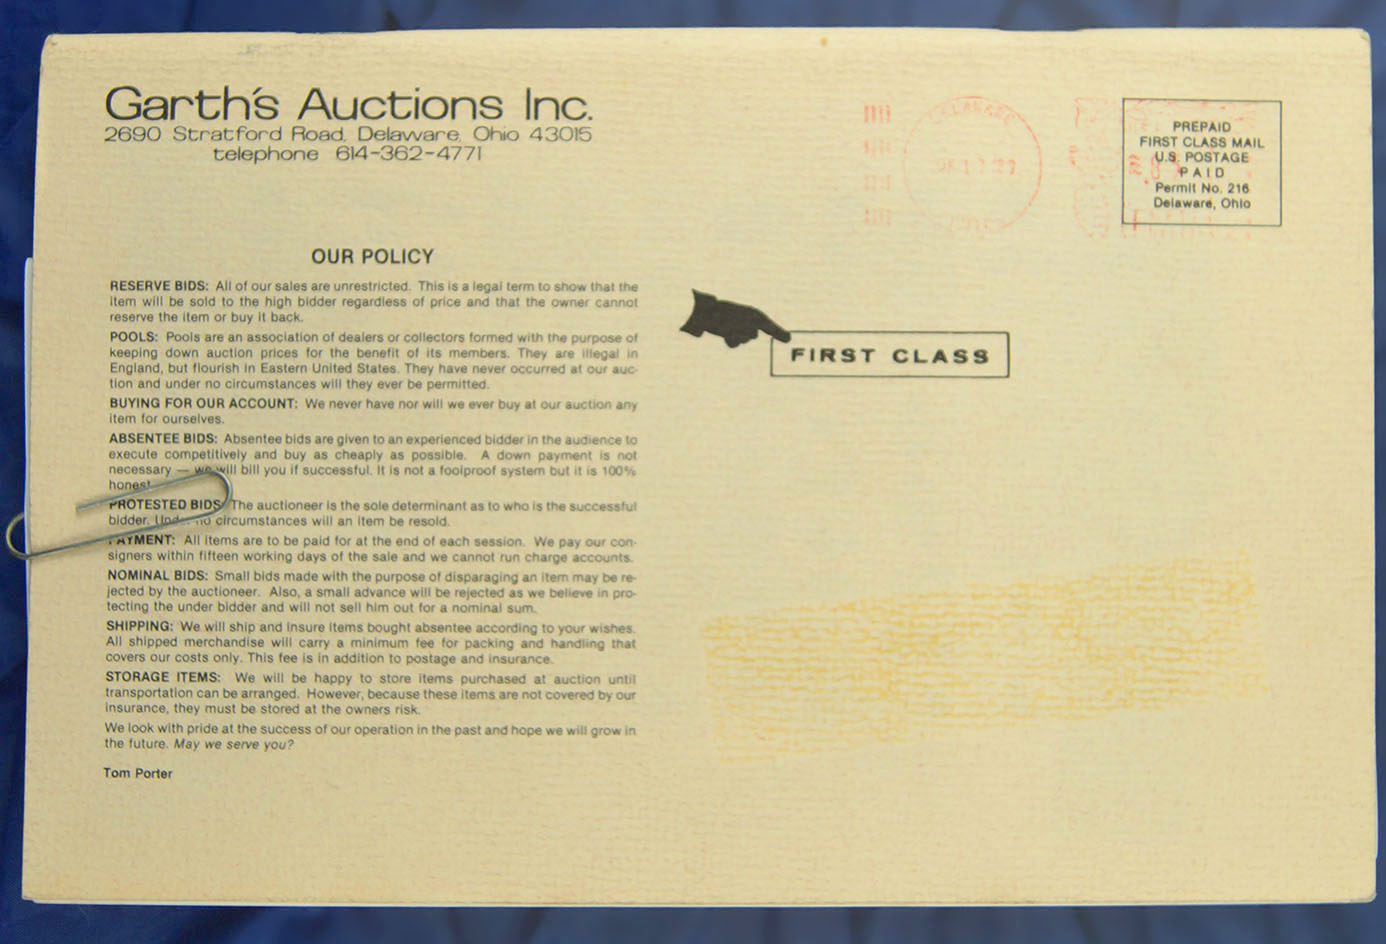 Garth's Auctions Inc.
2690 Stratford Road, Delaware, Ohio 43015
telephone 614-362-4771
PREPAID
FIRST CLASS MAIL
U.S. POSTAGE
PAID
Permit No. 216
Delaware, Ohio
OUR POLICY
RESERVE BIDS: All of our sales are unrestricted. This is a legal term to show that the
item will be sold to the high bidder regardless of price and that the owner cannot
reserve the item or buy it back.
POOLS: Pools are an association of dealers or collectors formed with the purpose of
keeping down auction prices for the benefit of its members. They are illegal in
England, but flourish in Eastern United States. They have never occurred at our auc-
tion and under no circumstances will they ever be permitted.
BUYING FOR OUR ACCOUNT: We never have nor will we ever buy at our auction any
item for ourselves.
ABSENTEE BIDS: Absentee bids are given to an experienced bidder in the audience to
execute competitively and buy as cheaply as possible. A down payment is not
necessary — we will bill you if successful. It is not a foolproof system but it is 100%
honest
PROTESTED BIDS: The auctioneer is the sole determinant as to who is the successful
bidder. Under no circumstances will an item be resold.
PAYMENT: All items are to be paid for at the end of each session. We pay our con-
signers within fifteen working days of the sale and we cannot run charge accounts.
NOMINAL BIDS: Small bids made with the purpose of disparaging an item may be re-
jected by the auctioneer. Also, a small advance will be rejected as we believe in pro-
tecting the under bidder and will not sell him out for a nominal sum.
SHIPPING: We will ship and insure items bought absentee according to your wishes.
All shipped merchandise will carry a minimum fee for packing and handling that
covers our costs only. This fee is in addition to postage and insurance.
STORAGE ITEMS: We will be happy to store items purchased at auction until
transportation can be arranged. However, because these items are not covered by our
insurance, they must be stored at the owners risk.
We look with pride at the success of our operation in the past and hope we will grow in
the future. May we serve you?
Tom Porter
FIRST CLASS